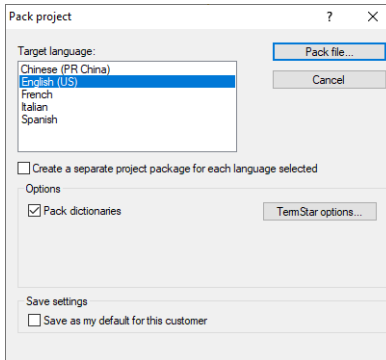 Pack project
Target language:
Pack file...
Chinese (PR China)
English (US)
Cancel
French
Italian
Spanish
Create a separate project package for each language selected
Options
Pack dictionaries
TermStar options...
Save settings
Save as my default for this customer